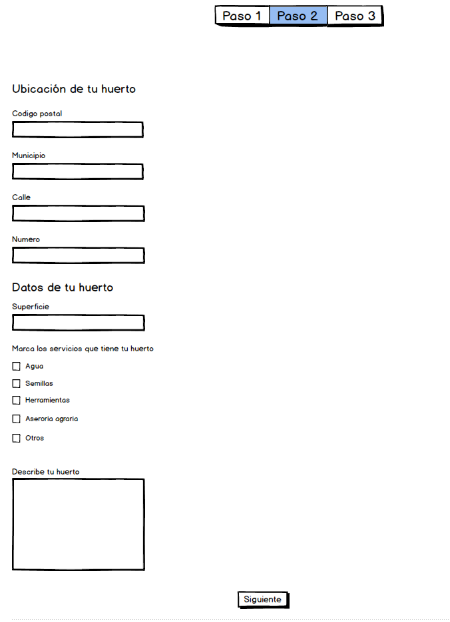 Paso 1 Paso 2 Paso 3
Ubicación de tu huerto
Codigo postal
Municipio
Calle
Numero
Datos de tu huerto
Superficie
Marca los servicios que tiene tu huerto
Agua
Semillas
Herramientas
Asesroria agraria
Otros
Describe tu huerto
Siguiente